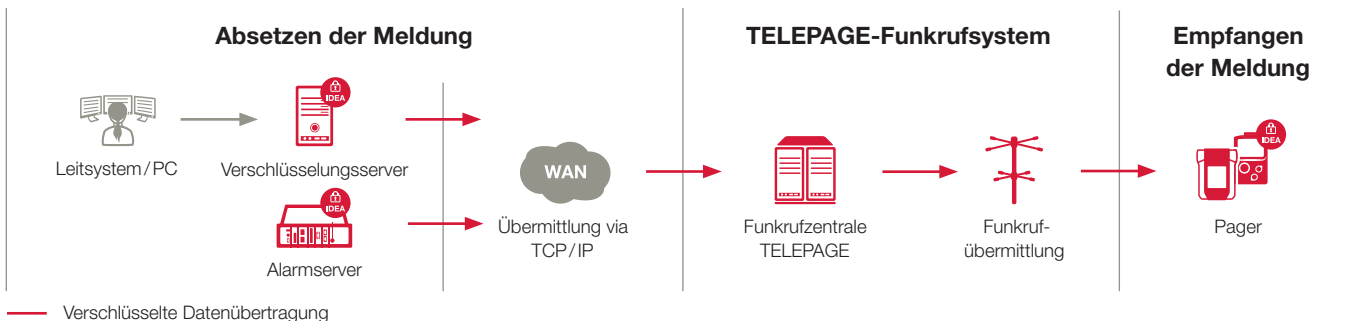 Absetzen der Meldung
TELEPAGE-Funkrufsystem
Empfangen
der Meldung
IDEA
Leitsystem/PC
Verschlüsselungsserver
IDEA
Alarmserver
WAN
Übermittlung via
TCP/IP
Funkrufzentrale
TELEPAGE
Funkruf-
übermittlung
IDEA
Pager
Verschlüsselte Datenübertragung